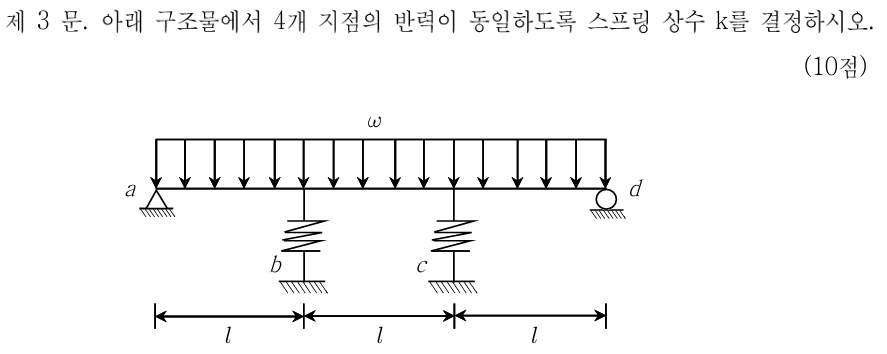 제 3 문. 아래 구조물에서 4개 지점의 반력이 동일하도록 스프링 상수 k를 결정하시오.
(10점)
ω
a
d
b
c
l
l
l